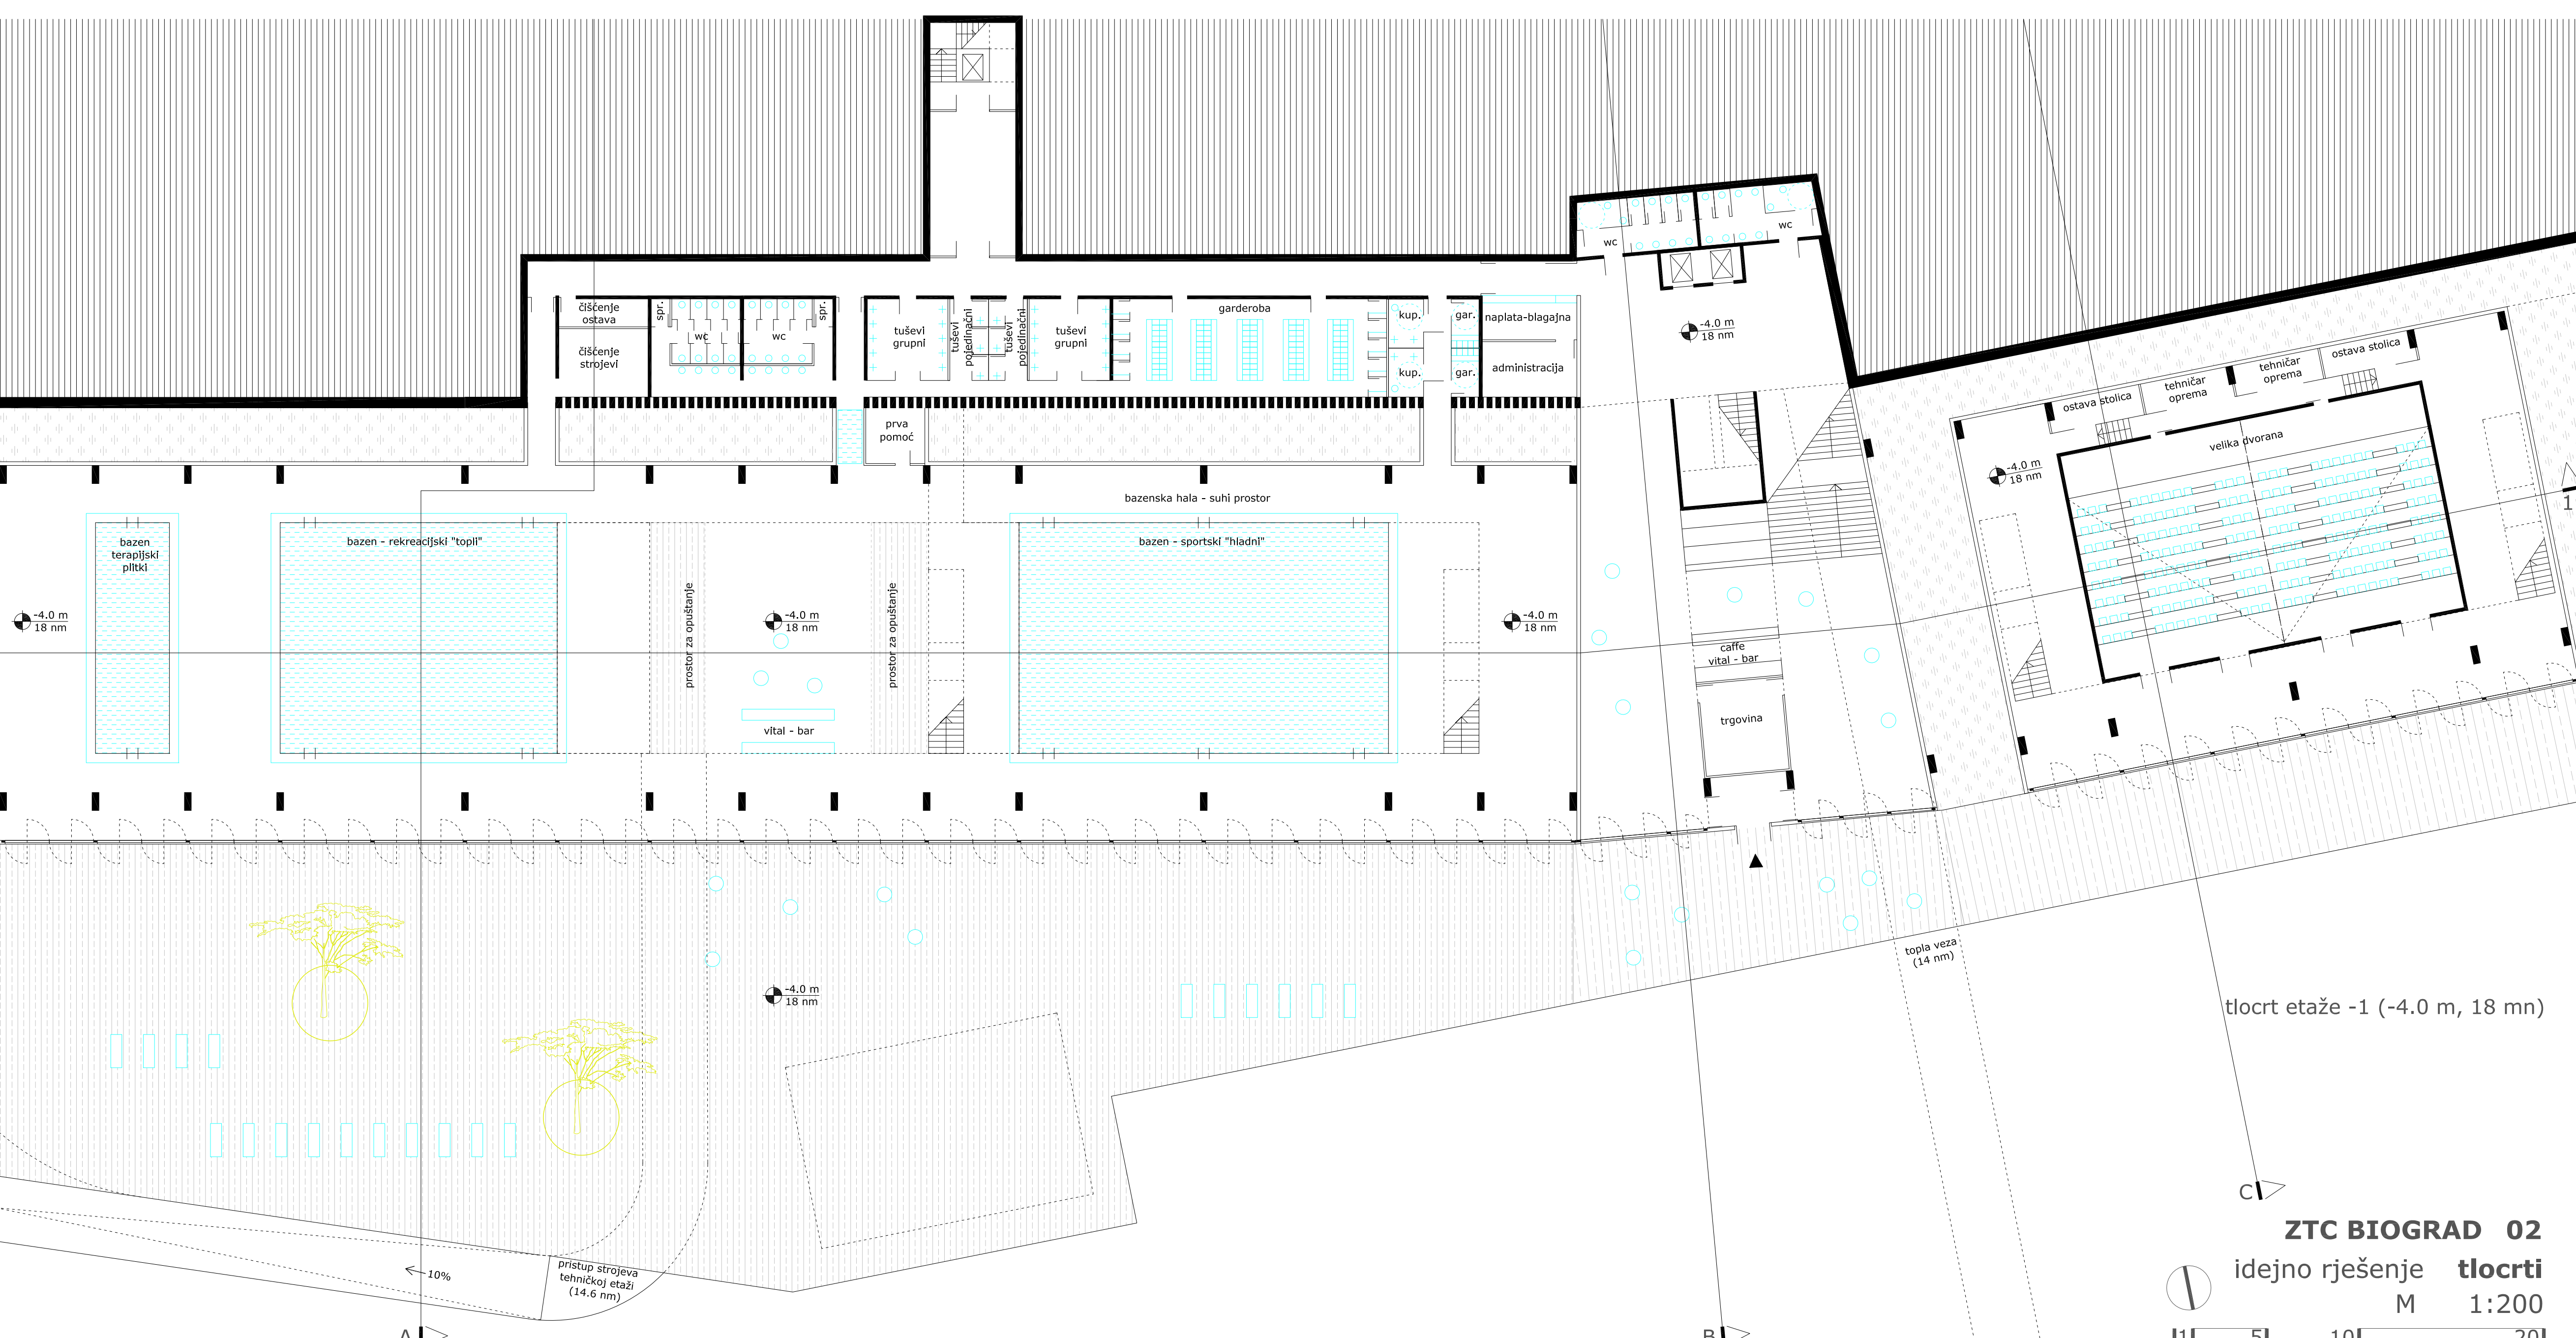 čišćenje
ostava
čišćenje
strojevi
spr.
wc
wc
spr.
tuševi
grupni
tuševi
pojedinačni
tuševi
pojedinačni
tuševi
grupni
garderoba
kup.
kup.
gar.
gar.
naplata-blagajna
administracija
wc
wc
-4.0 m
18 nm
prva
pomoć
ostava stolica
tehničar
oprema
tehničar
oprema
ostava stolica
velika dvorana
-4.0 m
18 nm
1
bazenska hala - suhi prostor
bazen
terapijski
plitki
bazen - rekreacijski "topli"
bazen - sportski "hladni"
-4.0 m
18 nm
prostor za opuštanje
-4.0 m
18 nm
prostor za opuštanje
-4.0 m
18 nm
vital - bar
caffe
vital - bar
trgovina
topla veza
(14 nm)
-4.0 m
18 nm
tlocrt etaže -1 (-4.0 m, 18 mn)
10%
pristup strojeva
tehničkoj etaži
(14.6 nm)
A
B
C
ZTC BIOGRAD 02
idejno rješenje tlocrti
M 1:200
1 5 10 20